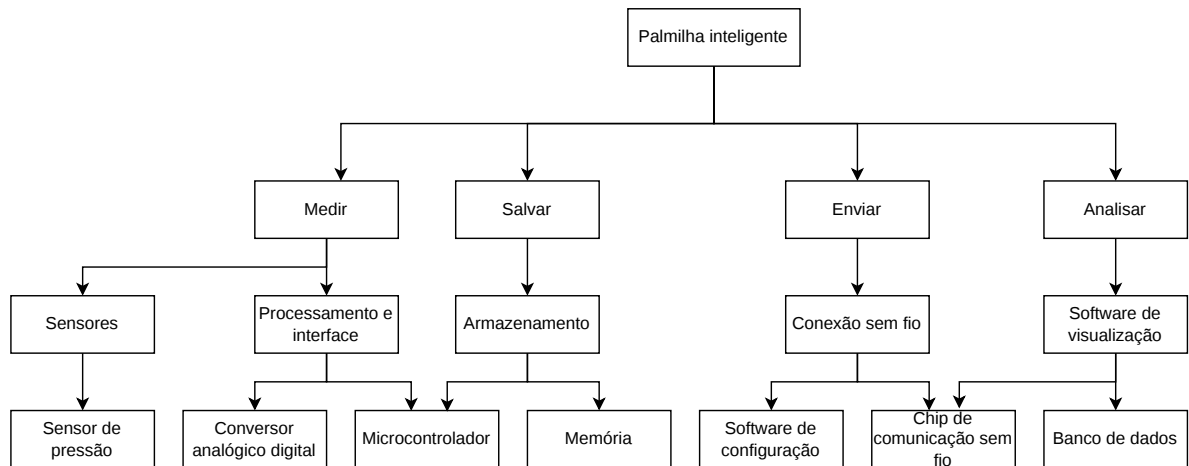 Palmilha inteligente
Medir
Salvar
Enviar
Analisar
Sensores
Processamento e
interface
Armazenamento
Conexão sem fio
Software de
visualização
Sensor de
pressão
Conversor
analógico digital
Microcontrolador
Memória
Software de
configuração
Chip de
comunicação sem
fio
Banco de dados